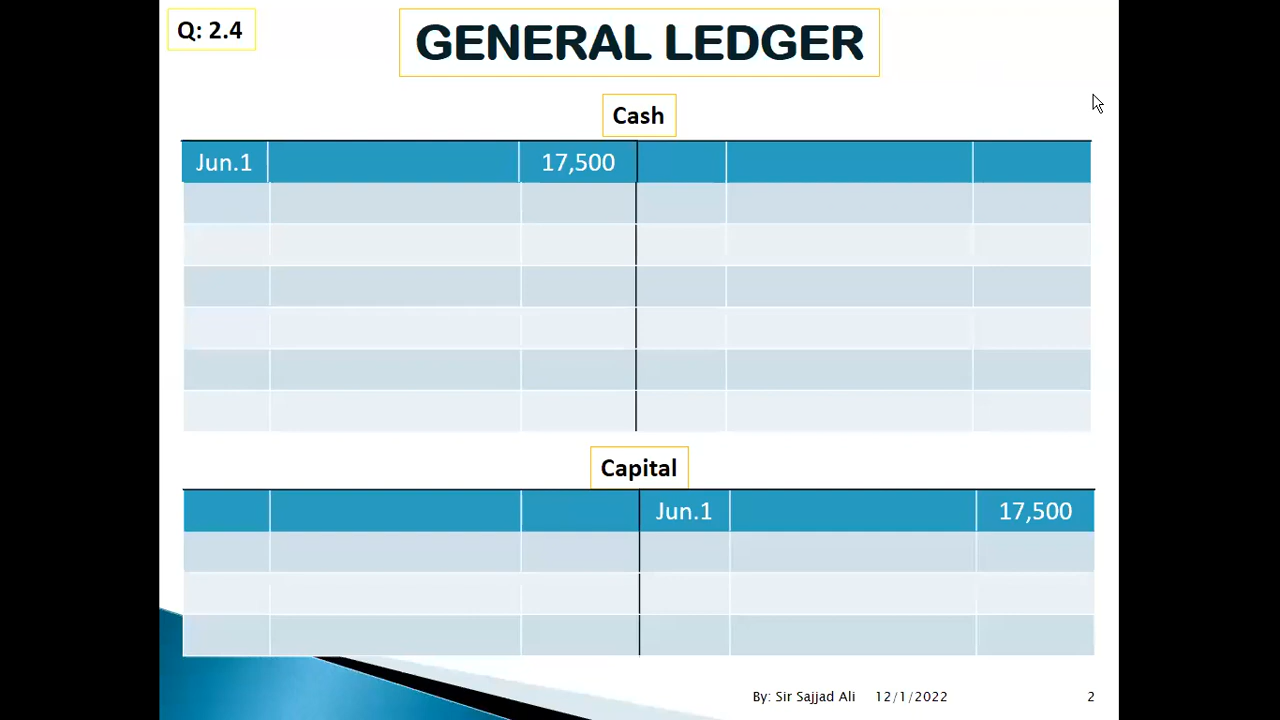 Q: 2.4
GENERAL LEDGER
Cash
Jun.1 17,500
Capital
Jun.1 17,500
By: Sir Sajjad Ali 12/1/2022 2